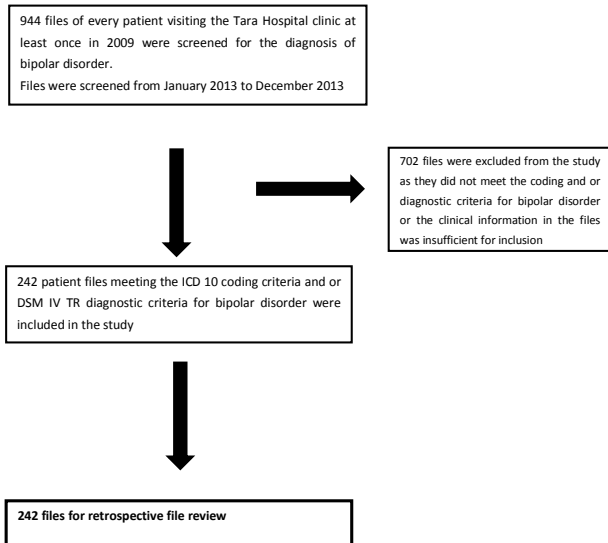 944 files of every patient visiting the Tara Hospital clinic at
least once in 2009 were screened for the diagnosis of
bipolar disorder.
Files were screened from January 2013 to December 2013
702 files were excluded from the study
as they did not meet the coding and or
diagnostic criteria for bipolar disorder
or the clinical information in the files
was insufficient for inclusion
242 patient files meeting the ICD 10 coding criteria and or
DSM IV TR diagnostic criteria for bipolar disorder were
included in the study
242 files for retrospective file review